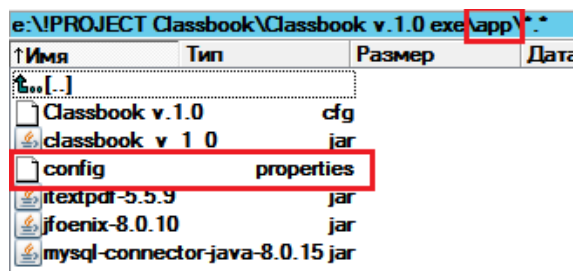 e:\!PROJECT Classbook\Classbook v.1.0 exe\app\*.*
↑Имя Тип Размер Дата
[..]
Classbook v.1.0 cfg
classbook_v_1_0 jar
config properties
itextpdf-5.5.9 jar
jfoenix-8.0.10 jar
mysql-connector-java-8.0.15 jar